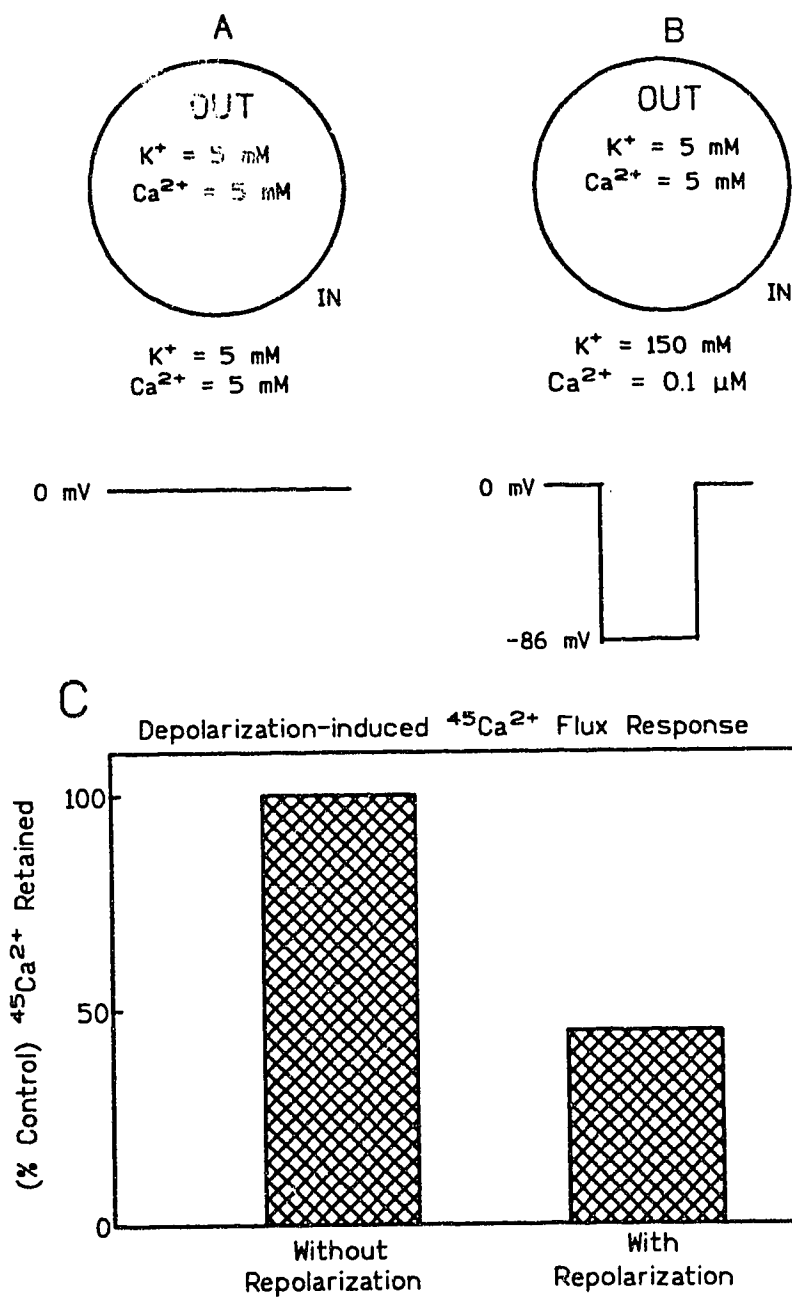 A
OUT
K⁺ = 5 mM
Ca²⁺ = 5 mM
IN
K⁺ = 5 mM
Ca²⁺ = 5 mM
0 mV
B
OUT
K⁺ = 5 mM
Ca²⁺ = 5 mM
IN
K⁺ = 150 mM
Ca²⁺ = 0.1 µM
0 mV
-86 mV
C
Depolarization-induced ⁴⁵Ca²⁺ Flux Response
(% Control) ⁴⁵Ca²⁺ Retained
100
50
0
Without
Repolarization
With
Repolarization